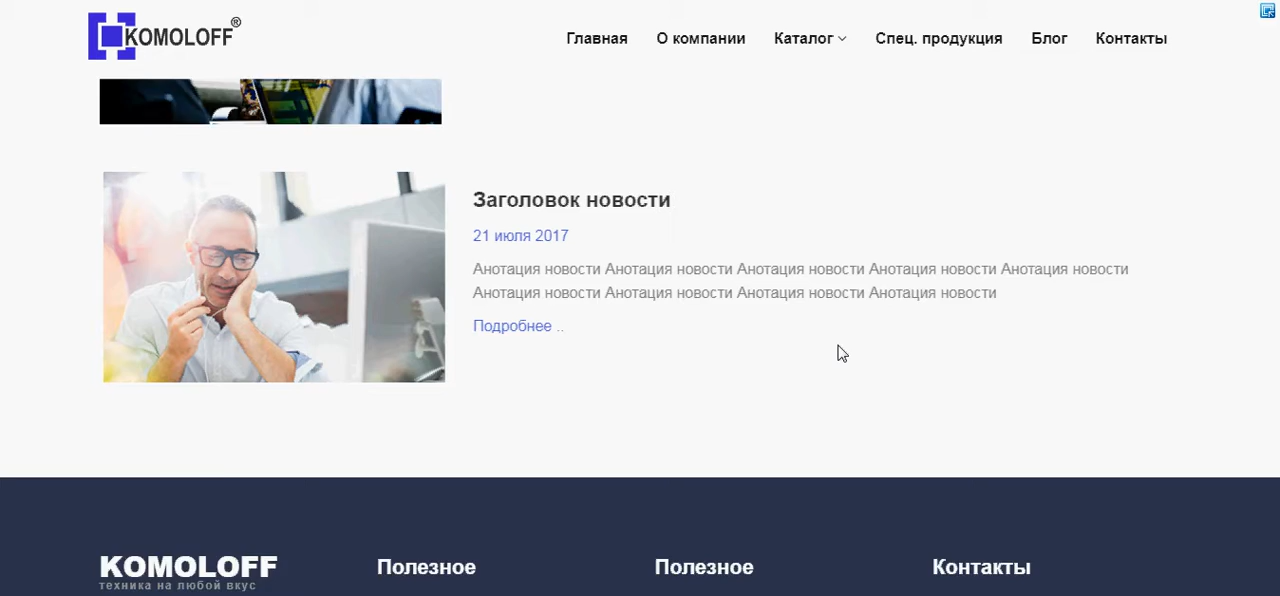 KOMOLOFF®
Главная О компании Каталог Спец. продукция Блог Контакты
Заголовок новости
21 июля 2017
Анотация новости Анотация новости Анотация новости Анотация новости Анотация новости
Анотация новости Анотация новости Анотация новости Анотация новости
Подробнее ..
KOMOLOFF
техника на любой вкус
Полезное
Полезное
Контакты